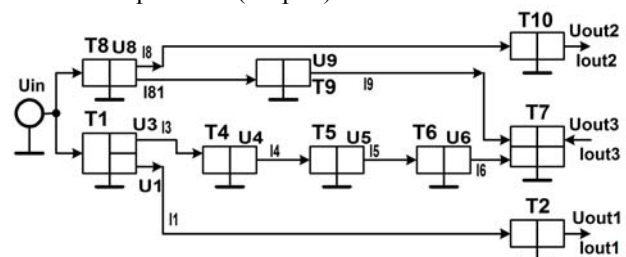 T8 U8 I8
T10 Uout2
Iout2
U9
I81
T9 I9
Uin
T1 U3 I3
T4 U4 I4
T5 U5 I5
T6 U6 I6
T7 Uout3
Iout3
U1
I1
T2 Uout1
Iout1